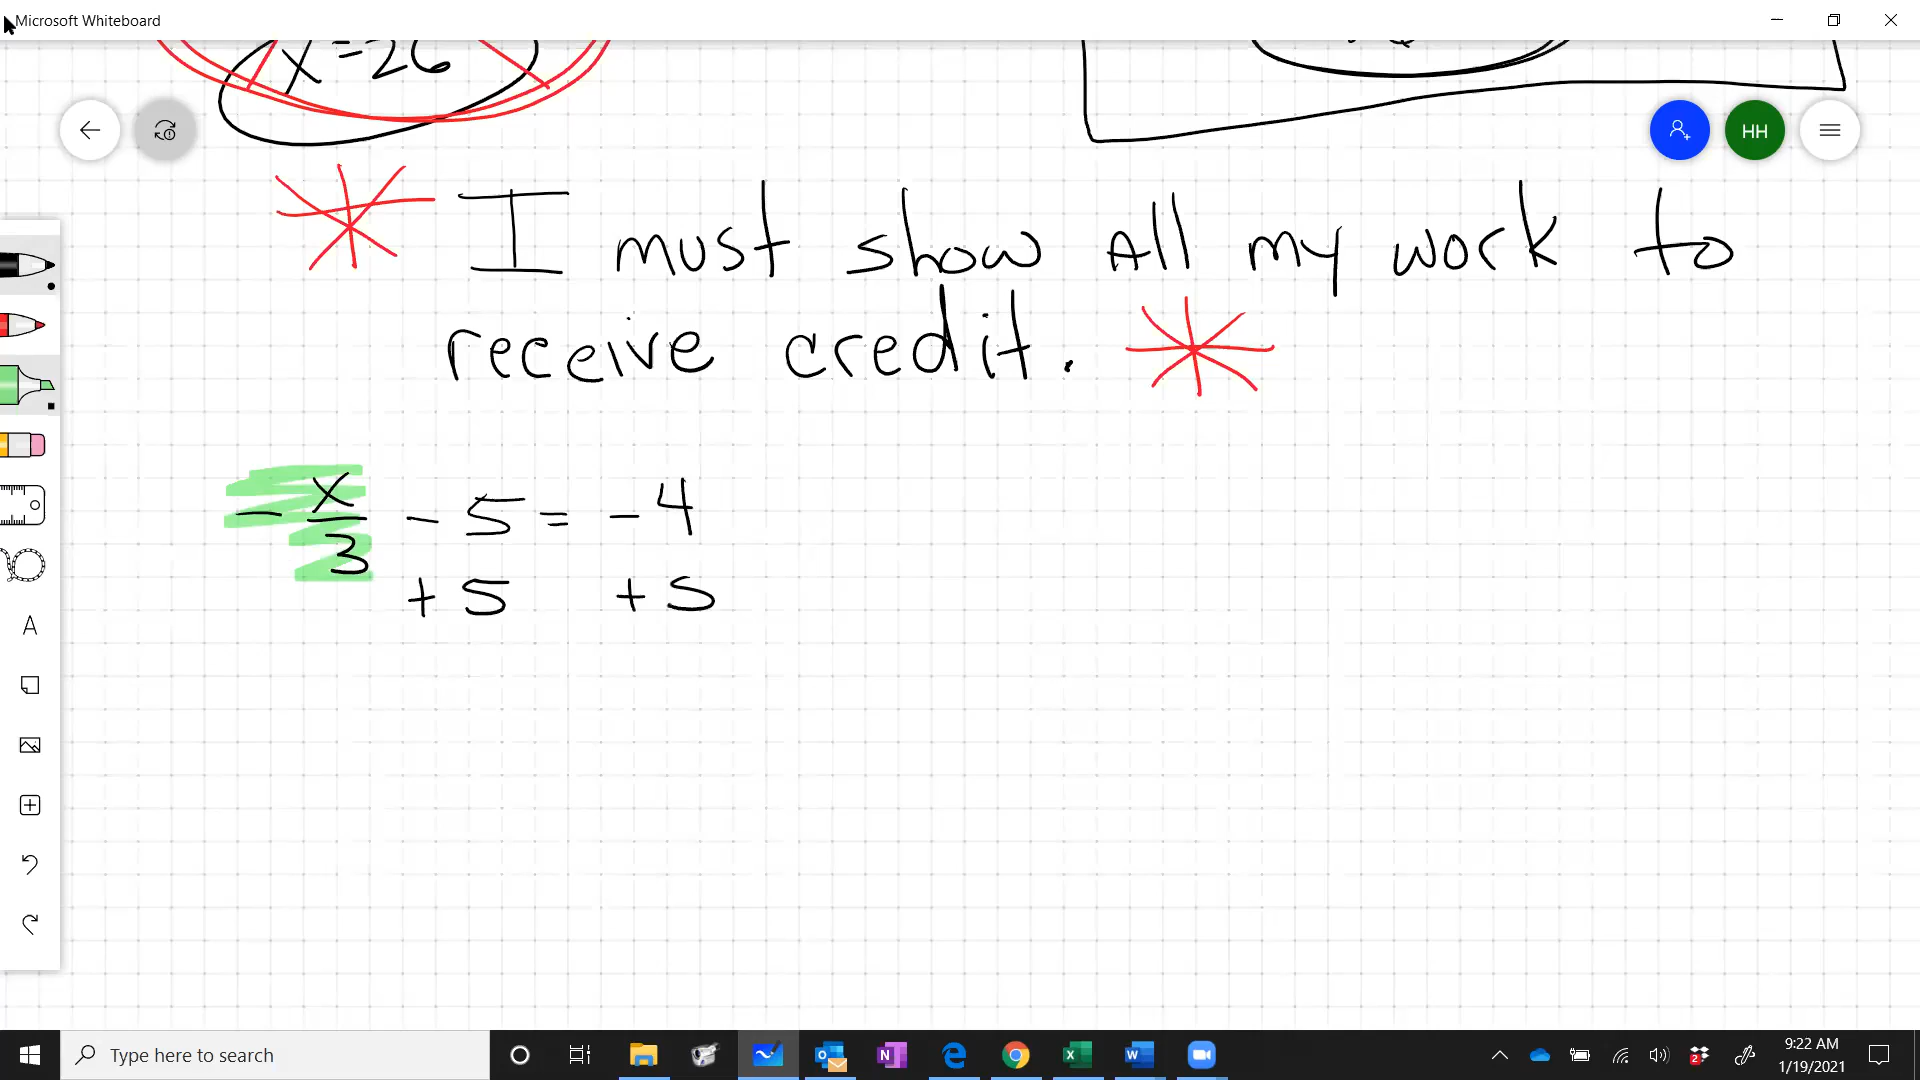 Microsoft Whiteboard
x=26
HH
I must show all my work to
receive credit.
-x/3 - 5 = -4
+5 +5
A
Type here to search
9:22 AM
1/19/2021